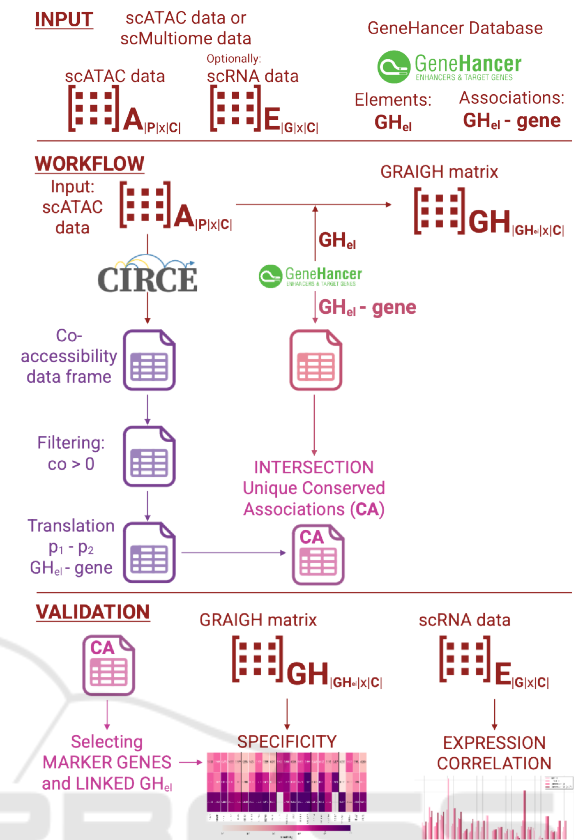 INPUT
scATAC data or
scMultiome data
GeneHancer Database
Optionally:
scATAC data
scRNA data
GeneHancer
ENHANCERS & TARGET GENES
Elements:
GHel
Associations:
GHel - gene
A|P|x|C|
E|G|x|C|
WORKFLOW
Input:
scATAC
data
A|P|x|C|
GRAIGH matrix
GH|GHel|x|C|
GHel
CIRCE
GeneHancer
ENHANCERS & TARGET GENES
GHel - gene
Co-
accessibility
data frame
Filtering:
co > 0
INTERSECTION
Unique Conserved
Associations (CA)
Translation
p1 - p2
GHel - gene
CA
VALIDATION
CA
GRAIGH matrix
GH|GHel|x|C|
scRNA data
E|G|x|C|
Selecting
MARKER GENES
and LINKED GHel
SPECIFICITY
EXPRESSION
CORRELATION